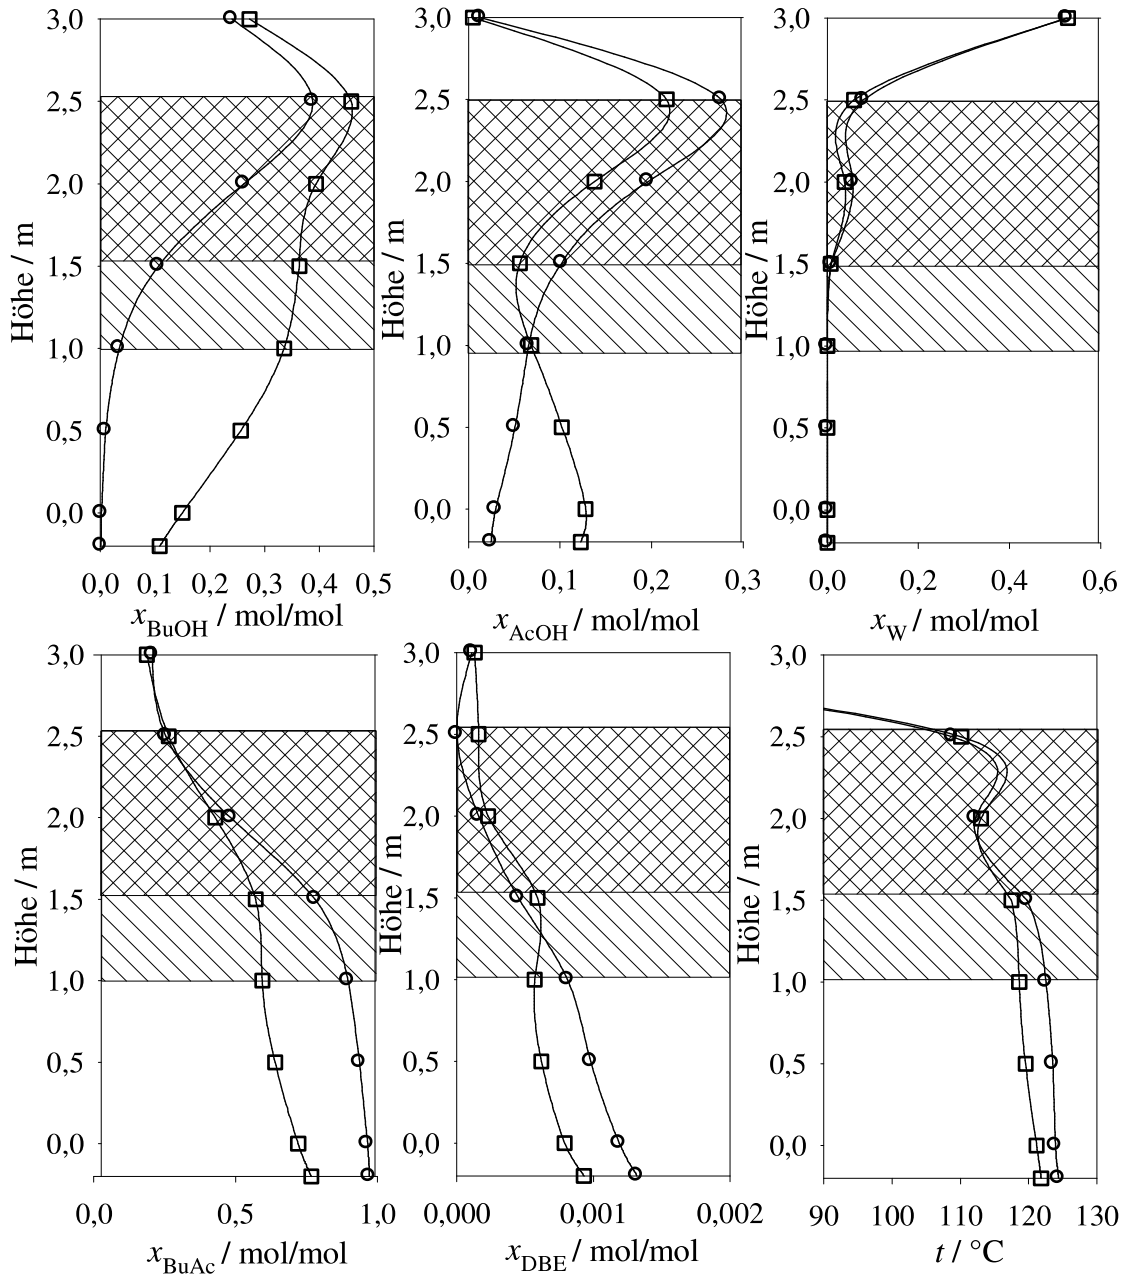 3,0
2,5
2,0
1,5
1,0
0,5
0,0
Höhe / m
0,0 0,1 0,2 0,3 0,4 0,5
xBuOH / mol/mol
3,0
2,5
2,0
1,5
1,0
0,5
0,0
Höhe / m
0,0 0,1 0,2 0,3
xAcOH / mol/mol
3,0
2,5
2,0
1,5
1,0
0,5
0,0
Höhe / m
0,0 0,2 0,4 0,6
xW / mol/mol
3,0
2,5
2,0
1,5
1,0
0,5
0,0
Höhe / m
0,0 0,5 1,0
xBuAc / mol/mol
3,0
2,5
2,0
1,5
1,0
0,5
0,0
Höhe / m
0,000 0,001 0,002
xDBE / mol/mol
3,0
2,5
2,0
1,5
1,0
0,5
0,0
Höhe / m
90 100 110 120 130
t / °C